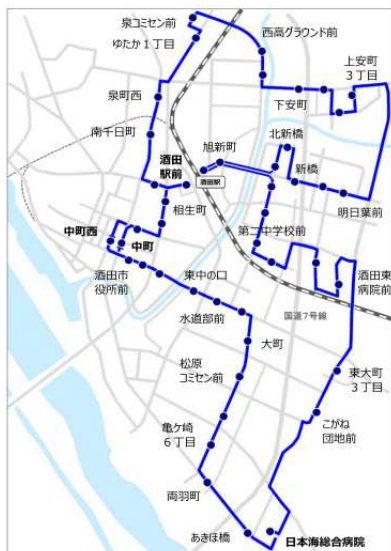 泉コミセン前
ゆたか1丁目
西高グラウンド前
上安町
3丁目
泉町西
下安町
南千日町
北新橋
旭新町
酒田
駅前
酒田駅
新橋
相生町
明日葉前
中町西
中町
第二中学校前
酒田市
役所前
東中の口
酒田東
病院前
水道部前
国道7号線
大町
松原
コミセン前
東大町
3丁目
こがね
団地前
亀ケ崎
6丁目
両羽町
あきほ橋
日本海総合病院